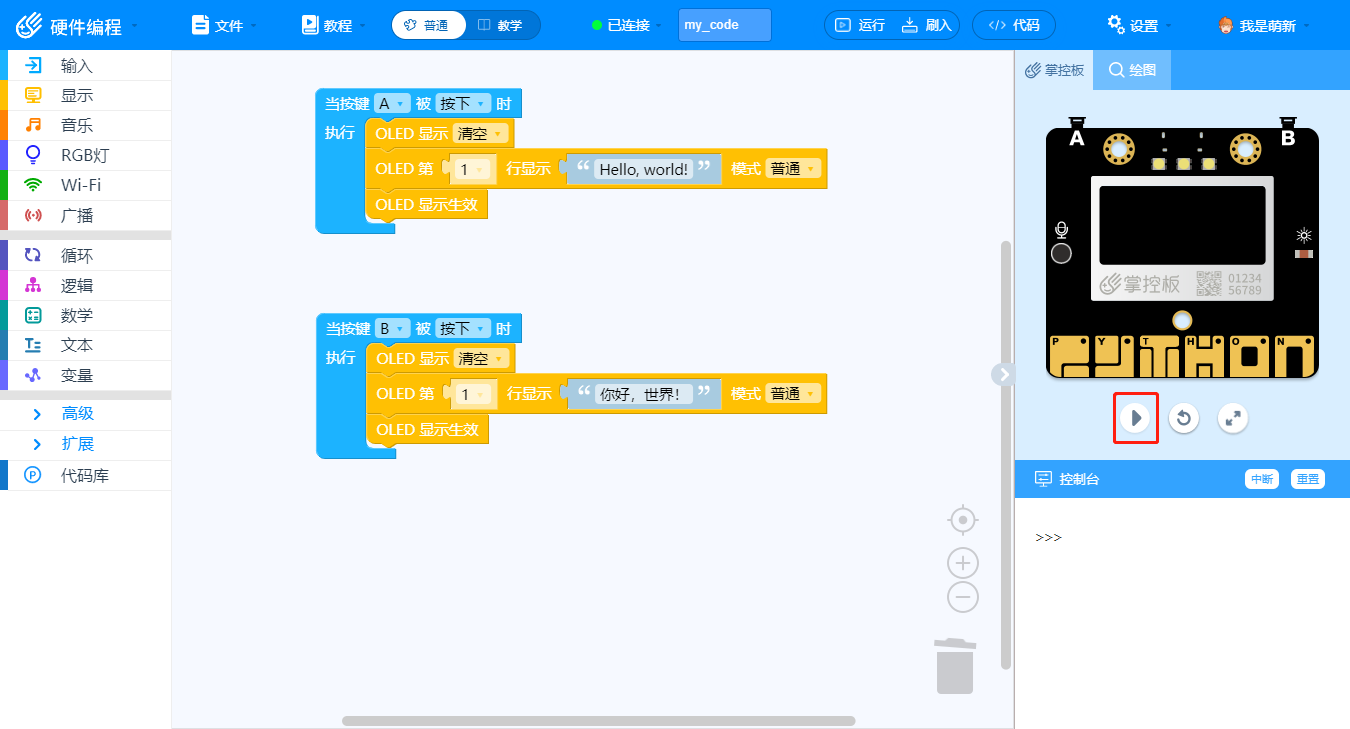 硬件编程 文件 教程 普通 教学 已连接 my_code 运行 刷入 </> 代码 设置 我是萌新
输入
显示
音乐
RGB灯
Wi-Fi
广播
循环
逻辑
数学
文本
变量
高级
扩展
代码库
当按键 A 被 按下 时
执行 OLED 显示 清空
OLED 第 1 行显示 “ Hello, world! ” 模式 普通
OLED 显示生效
当按键 B 被 按下 时
执行 OLED 显示 清空
OLED 第 1 行显示 “ 你好，世界！ ” 模式 普通
OLED 显示生效
掌控板 绘图
A B
掌控板 01234
56789
P Y T H O N
PYTHON
控制台 中断 重置
>>>